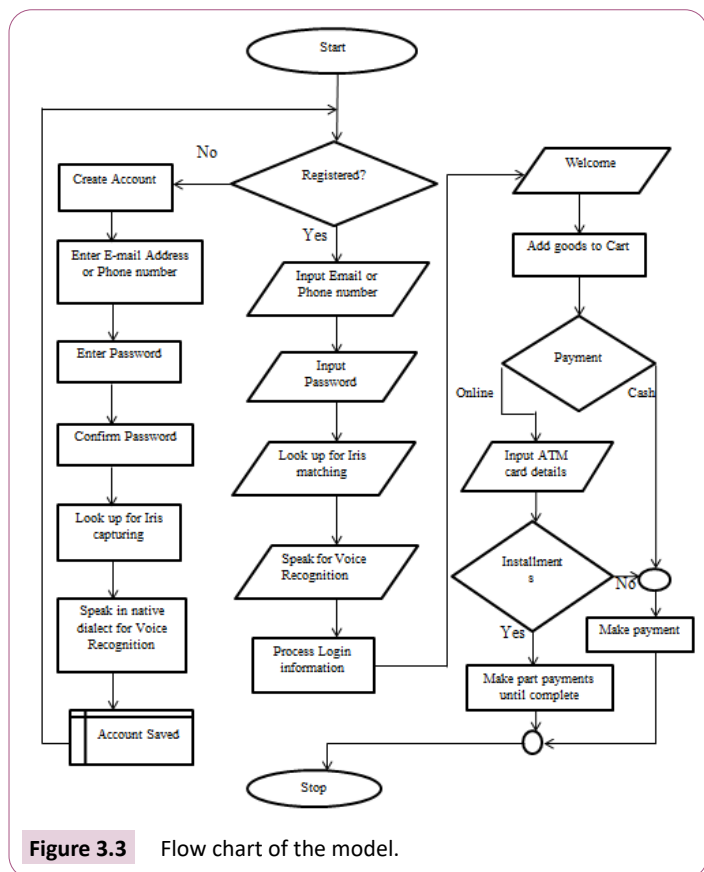 Start
Registered?
No
Yes
Create Account
Enter E-mail Address
or Phone number
Enter Password
Confirm Password
Look up for Iris
capturing
Speak in native
dialect for Voice
Recognition
Account Saved
Input Email or
Phone number
Input
Password
Look up for Iris
matching
Speak for Voice
Recognition
Process Login
information
Welcome
Add goods to Cart
Payment
Online
Cash
Input ATM
card details
Installment
s
No
Yes
Make payment
Make part payments
until complete
Stop
Figure 3.3 Flow chart of the model.